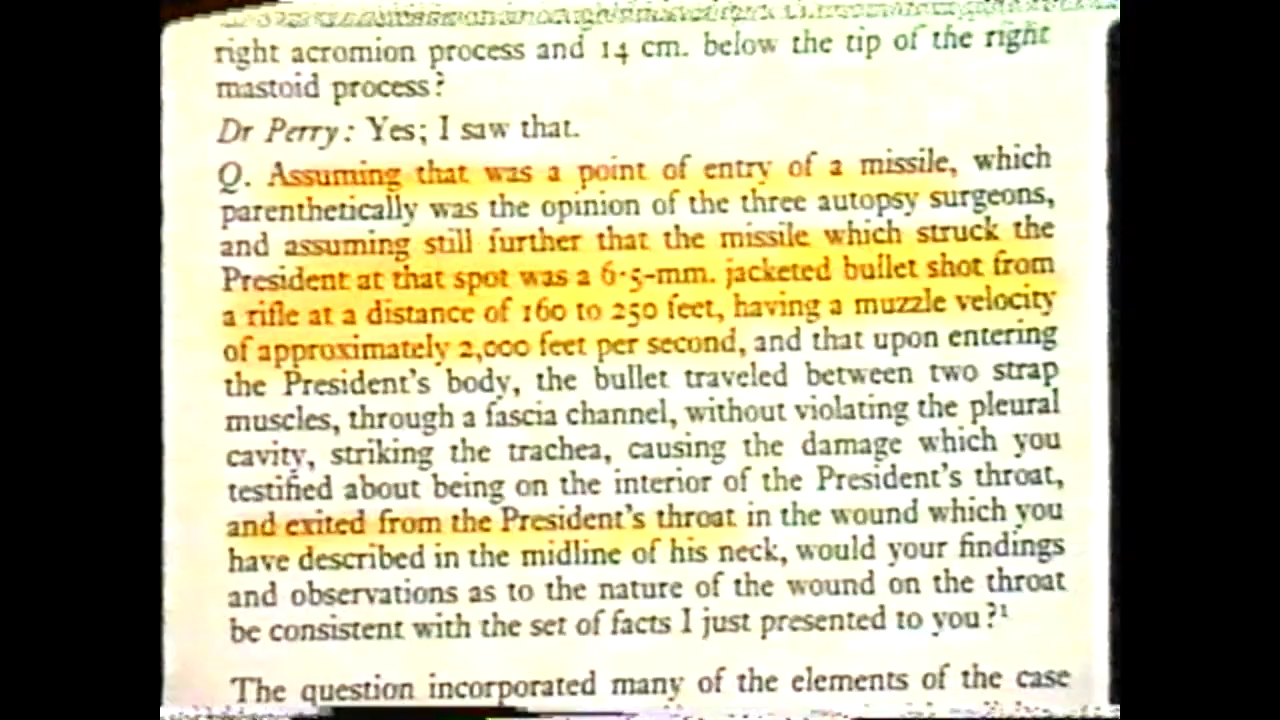 right acromion process and 14 cm. below the tip of the right
mastoid process?
Dr Perry: Yes; I saw that.
Q. Assuming that was a point of entry of a missile, which
parenthetically was the opinion of the three autopsy surgeons,
and assuming still further that the missile which struck the
President at that spot was a 6·5-mm. jacketed bullet shot from
a rifle at a distance of 160 to 250 feet, having a muzzle velocity
of approximately 2,000 feet per second, and that upon entering
the President's body, the bullet traveled between two strap
muscles, through a fascia channel, without violating the pleural
cavity, striking the trachea, causing the damage which you
testified about being on the interior of the President's throat,
and exited from the President's throat in the wound which you
have described in the midline of his neck, would your findings
and observations as to the nature of the wound on the throat
be consistent with the set of facts I just presented to you?¹
The question incorporated many of the elements of the case